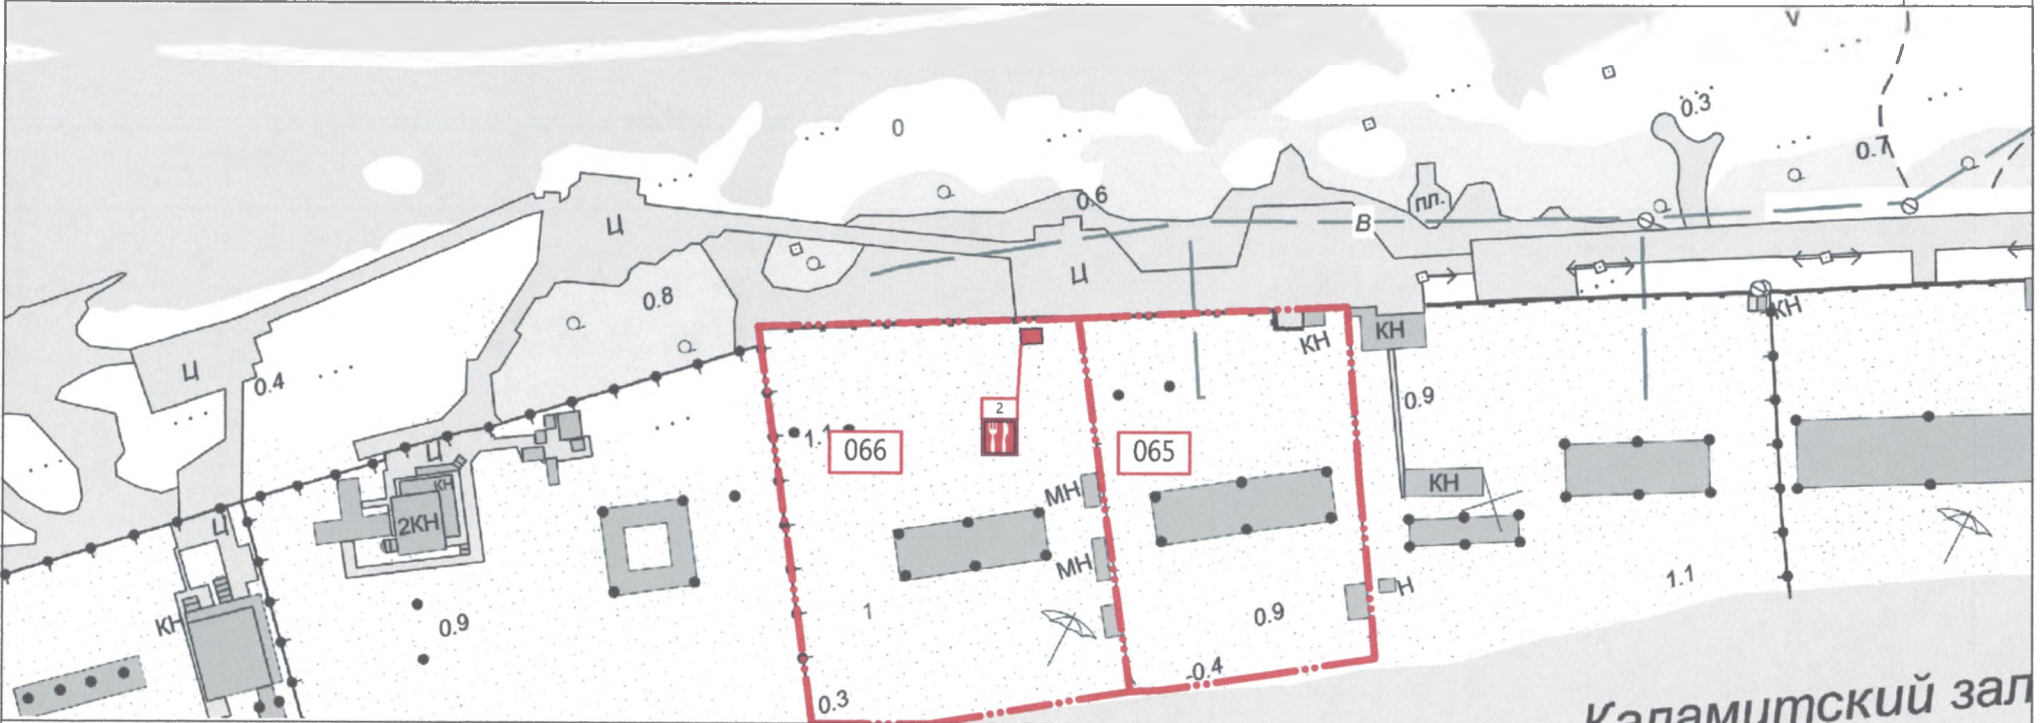 V
0
0.3
0.7
0.6
пл.
В
Ц
Ц
0.8
КН
КН
КН
Ц
0.4
0.9
1.1
2
066
065
Ц
КН
КН
МН
2КН
Ц
МН
Н
1.1
КН
0.9
1
0.9
-0.4
0.3
Каламитский зал